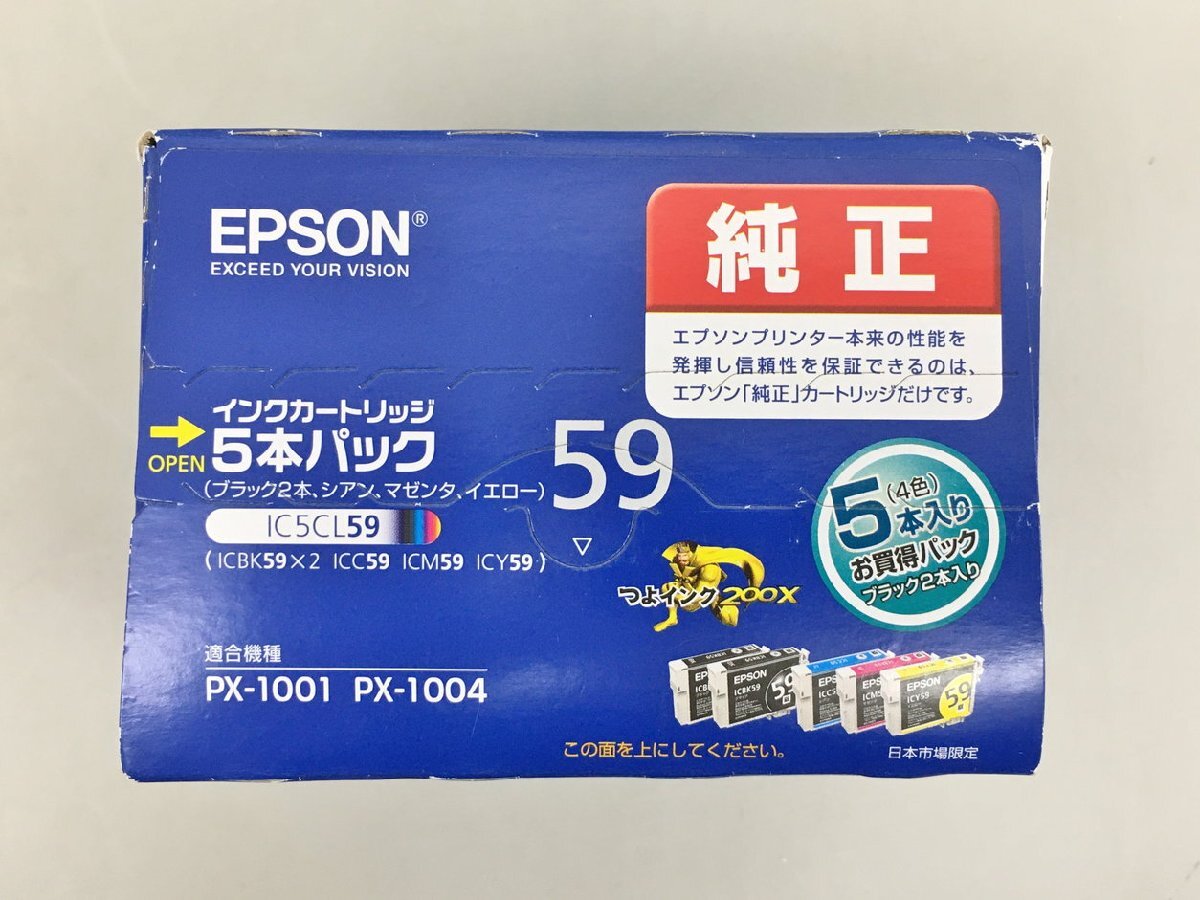 EPSON®
EXCEED YOUR VISION
純正
エプソンプリンター本来の性能を
発揮し信頼性を保証できるのは、
エプソン「純正」カートリッジだけです。
OPEN
インクカートリッジ
5本パック
(ブラック2本、シアン、マゼンタ、イエロー)
59
IC5CL59
(ICBK59×2 ICC59 ICM59 ICY59)
5(4色)
本入り
お買得パック
ブラック2本入り
つよインク200X
適合機種
PX-1001 PX-1004
EPSON
ICBK59
59
EPSON
ICY59
59
この面を上にしてください。
日本市場限定